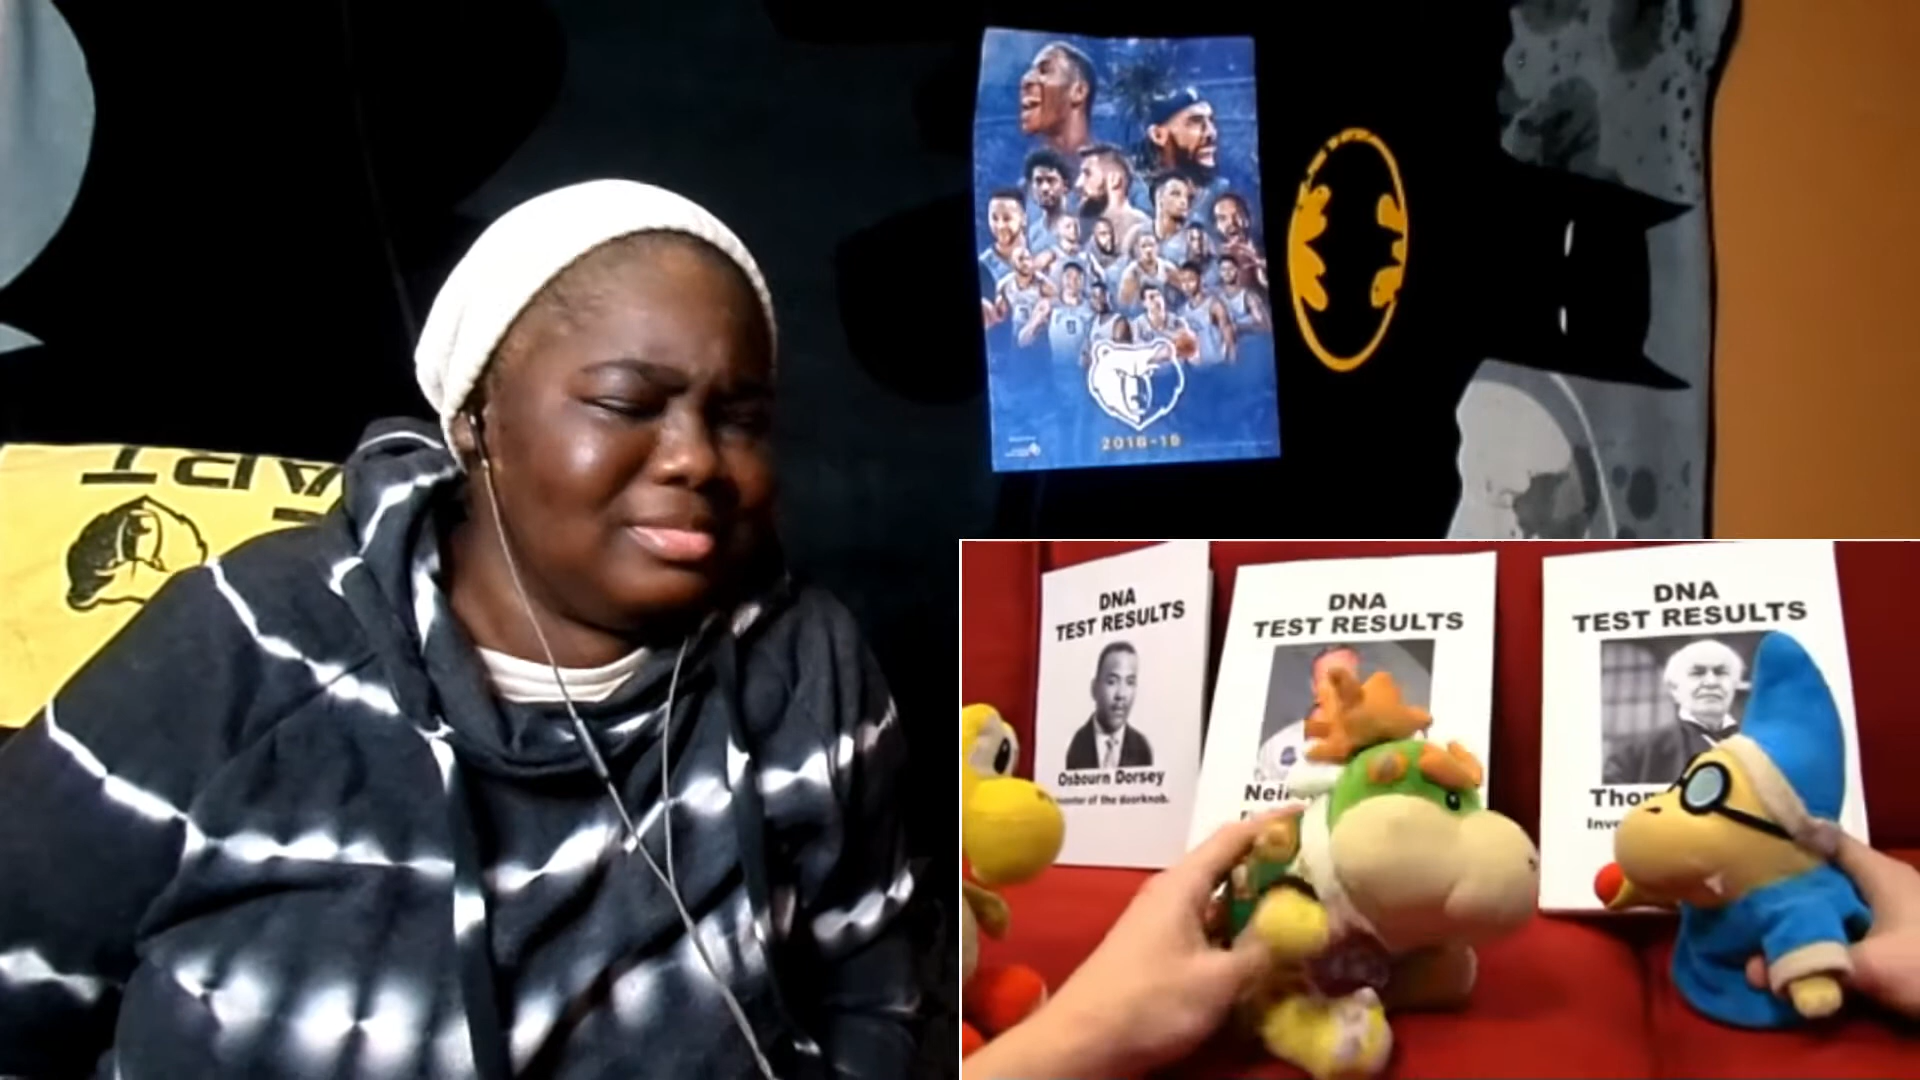 2018-19
DNA
TEST RESULTS
Osbourn Dorsey
of the doorknob.
DNA
TEST RESULTS
Nei
DNA
TEST RESULTS
Tho
Inve